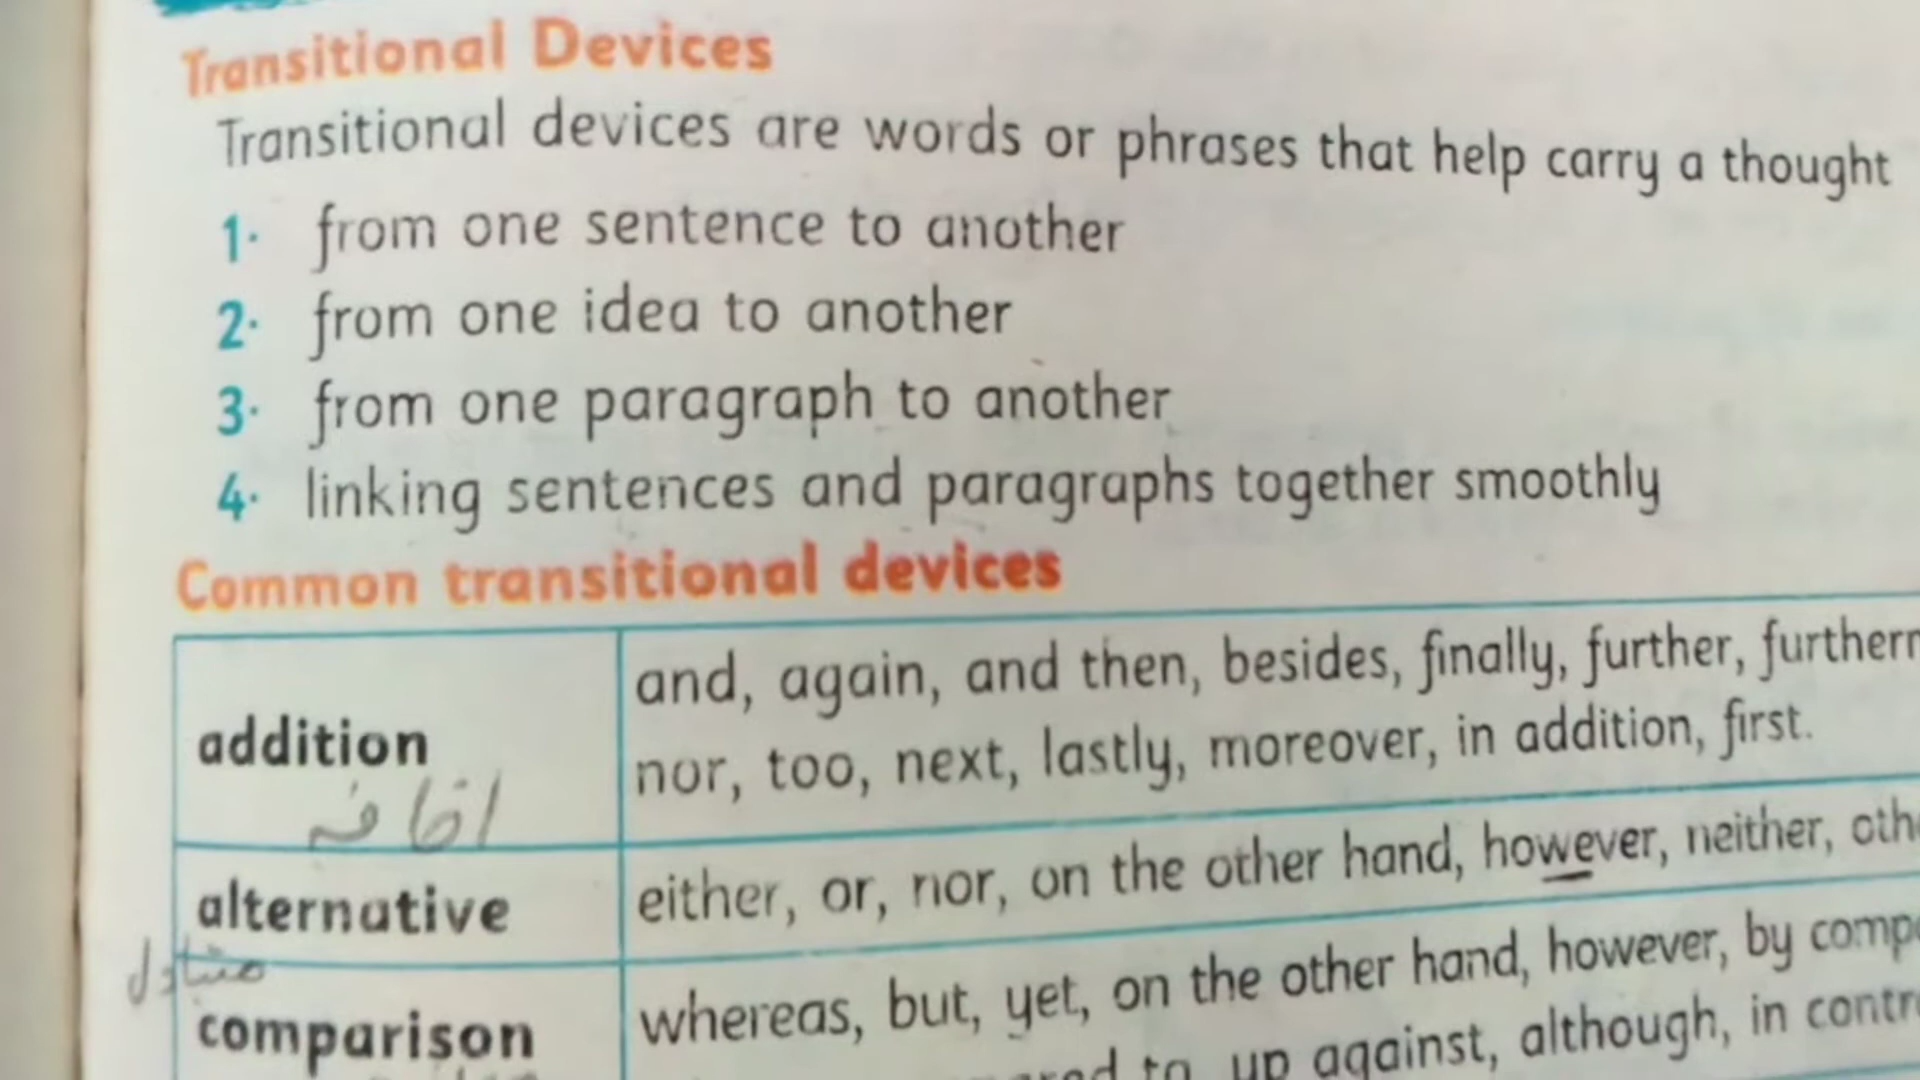 Transitional Devices
Transitional devices are words or phrases that help carry a thought
1. from one sentence to another
2. from one idea to another
3. from one paragraph to another
4. linking sentences and paragraphs together smoothly
Common transitional devices
addition
and, again, and then, besides, finally, further,
nor, too, next, lastly, moreover, in addition, first.
اضافہ
alternative
either, or, nor, on the other hand, however, neither,
متبادل
comparison
whereas, but, yet, on the other hand, however, by
to, up against, although, in